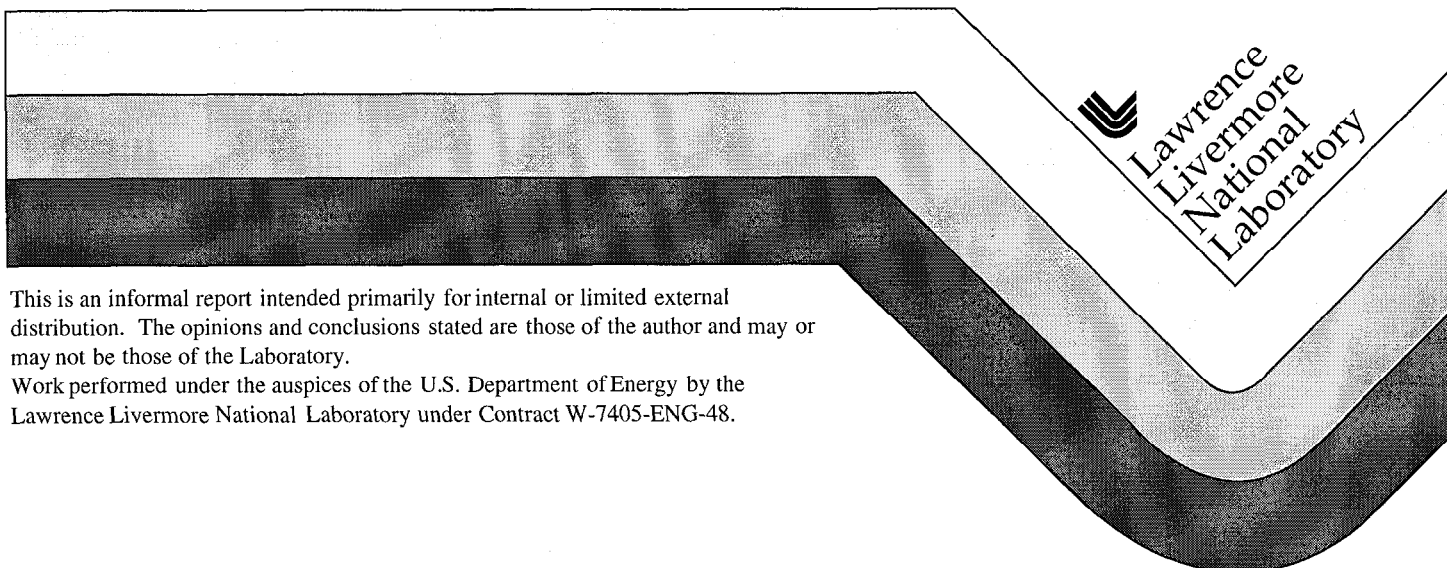 Lawrence
Livermore
National
Laboratory
This is an informal report intended primarily for internal or limited external
distribution. The opinions and conclusions stated are those of the author and may or
may not be those of the Laboratory.
Work performed under the auspices of the U.S. Department of Energy by the
Lawrence Livermore National Laboratory under Contract W-7405-ENG-48.